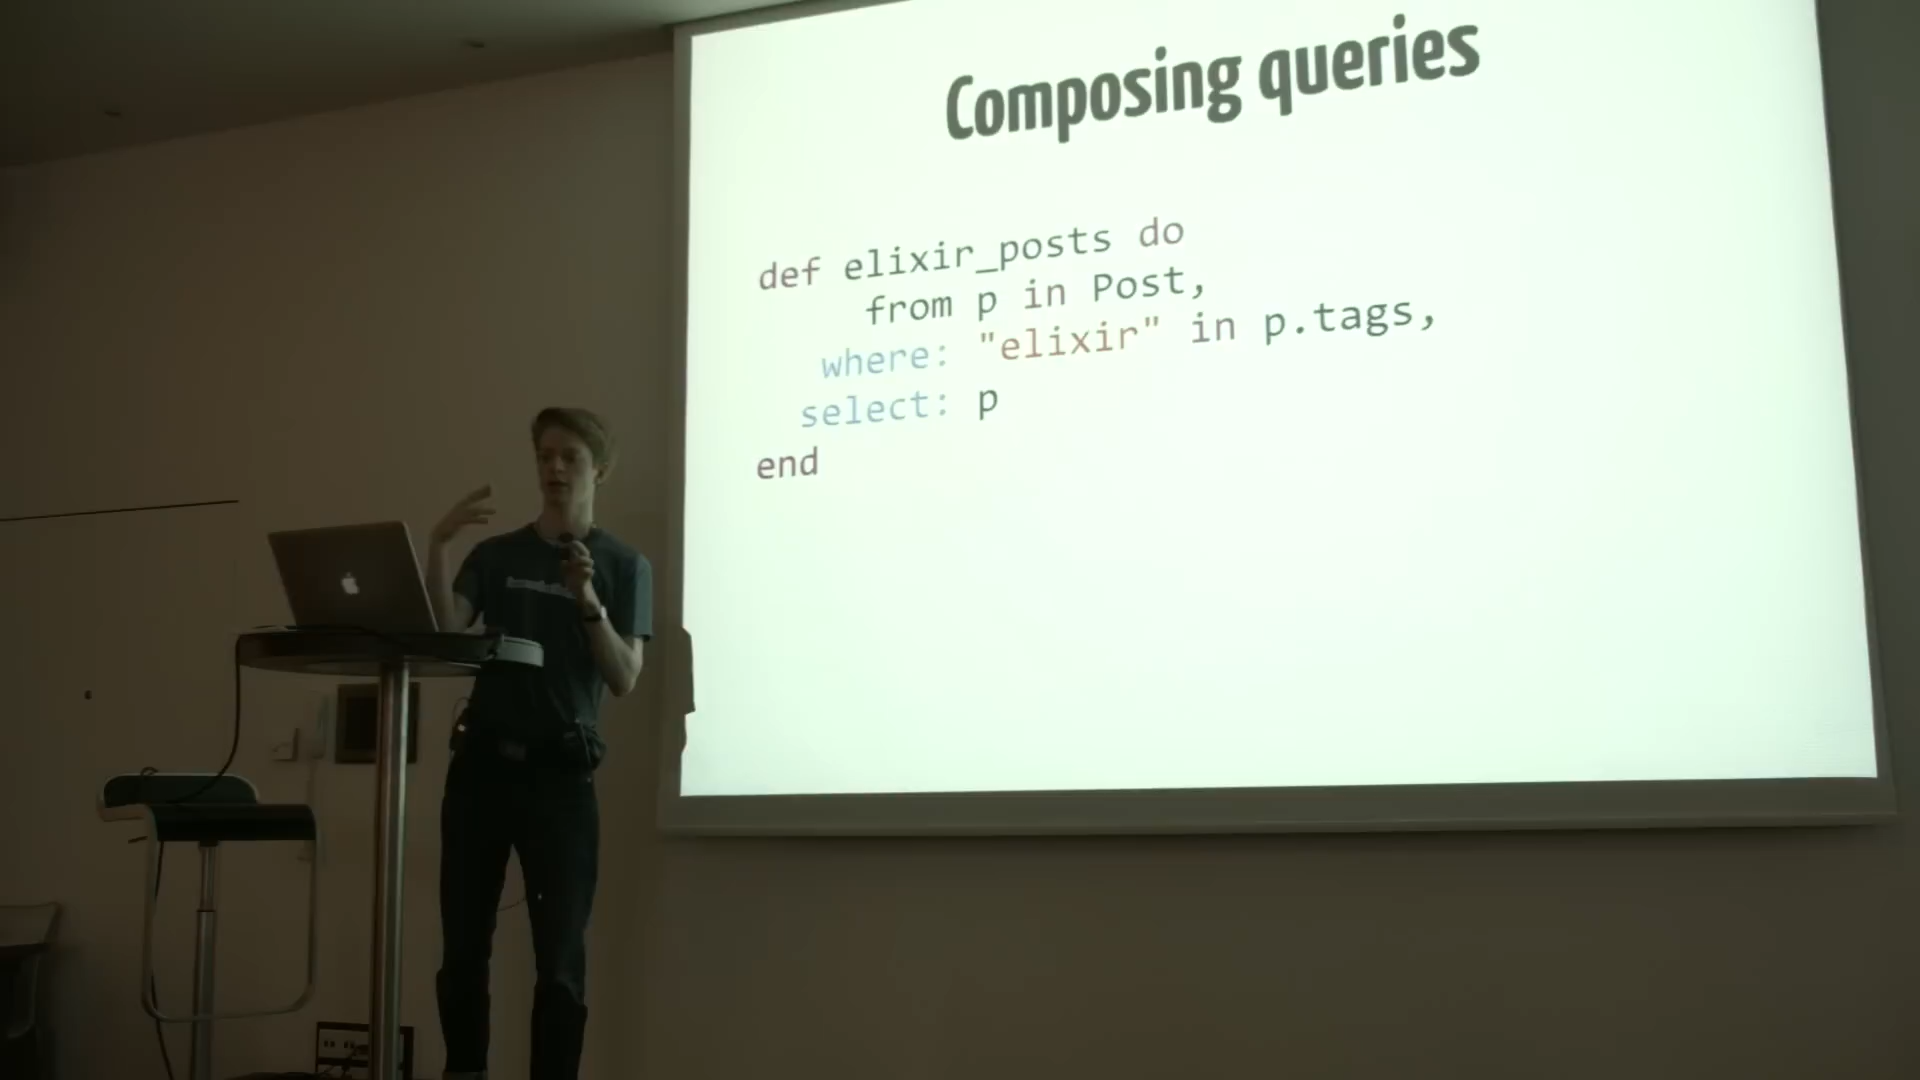 Composing queries
def elixir_posts do
from p in Post,
where: "elixir" in p.tags,
select: p
end